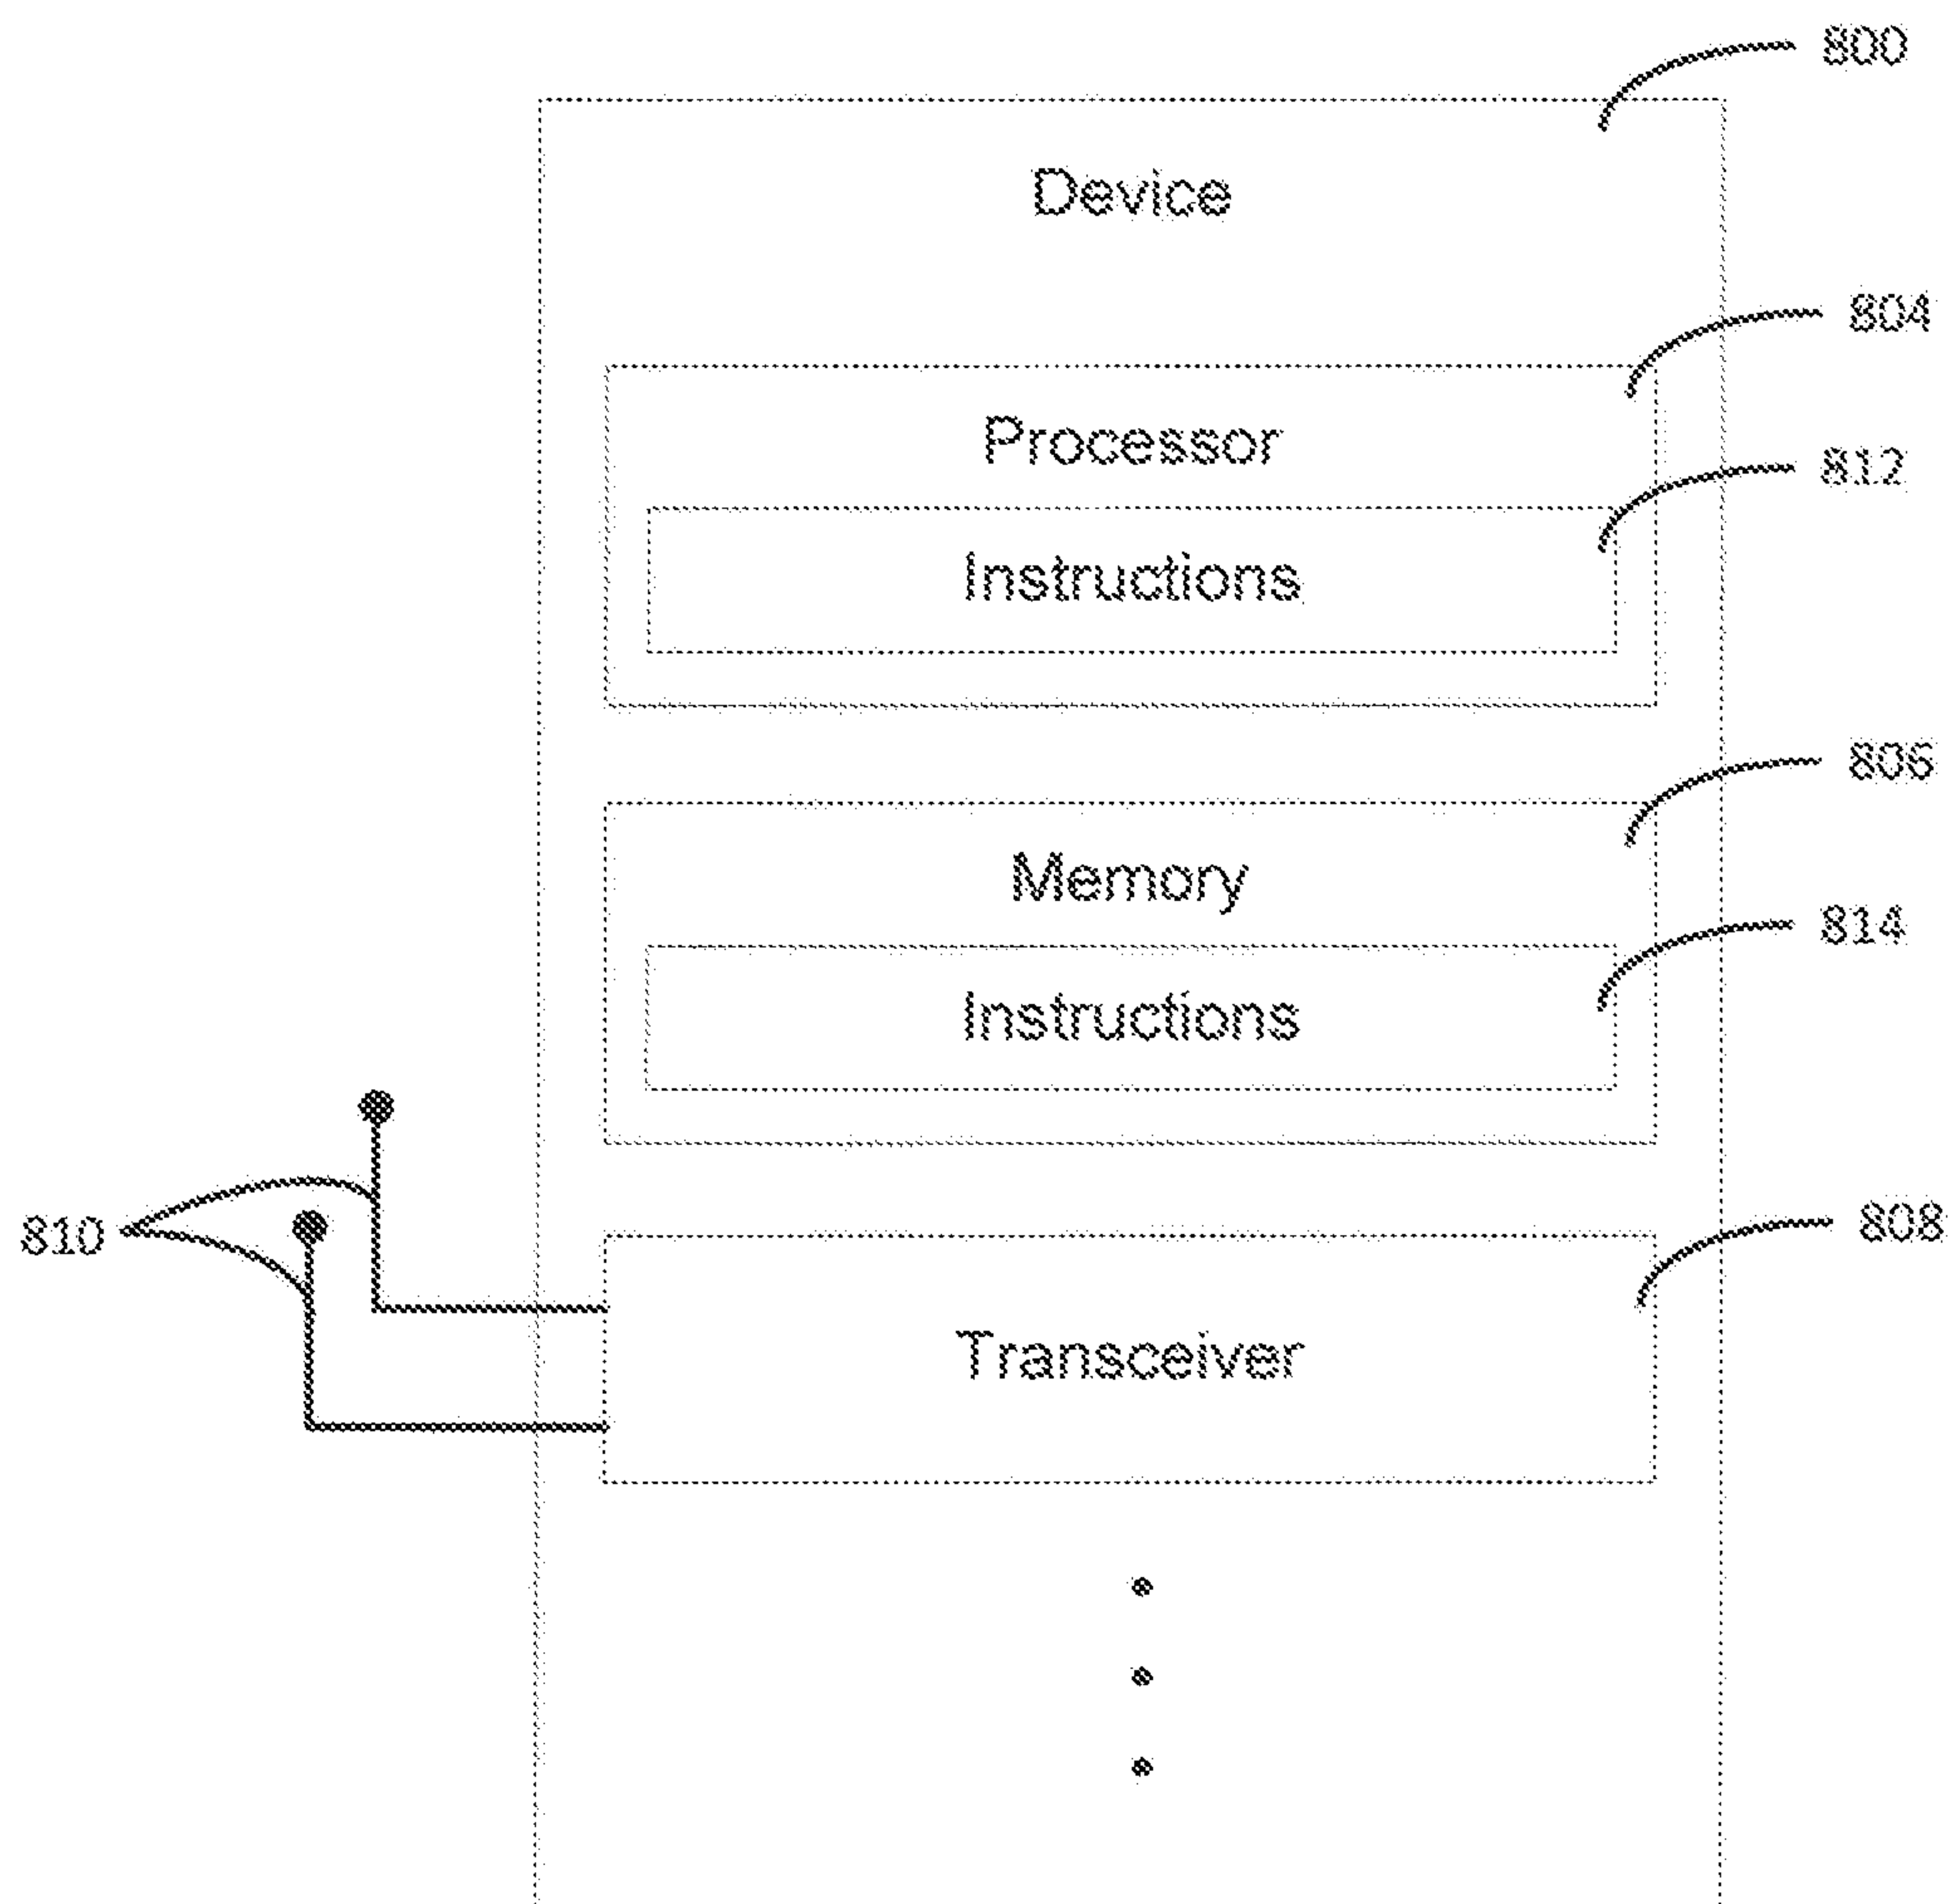 800
Device
804
Processor
812
Instructions
806
Memory
814
Instructions
810
808
Transceiver